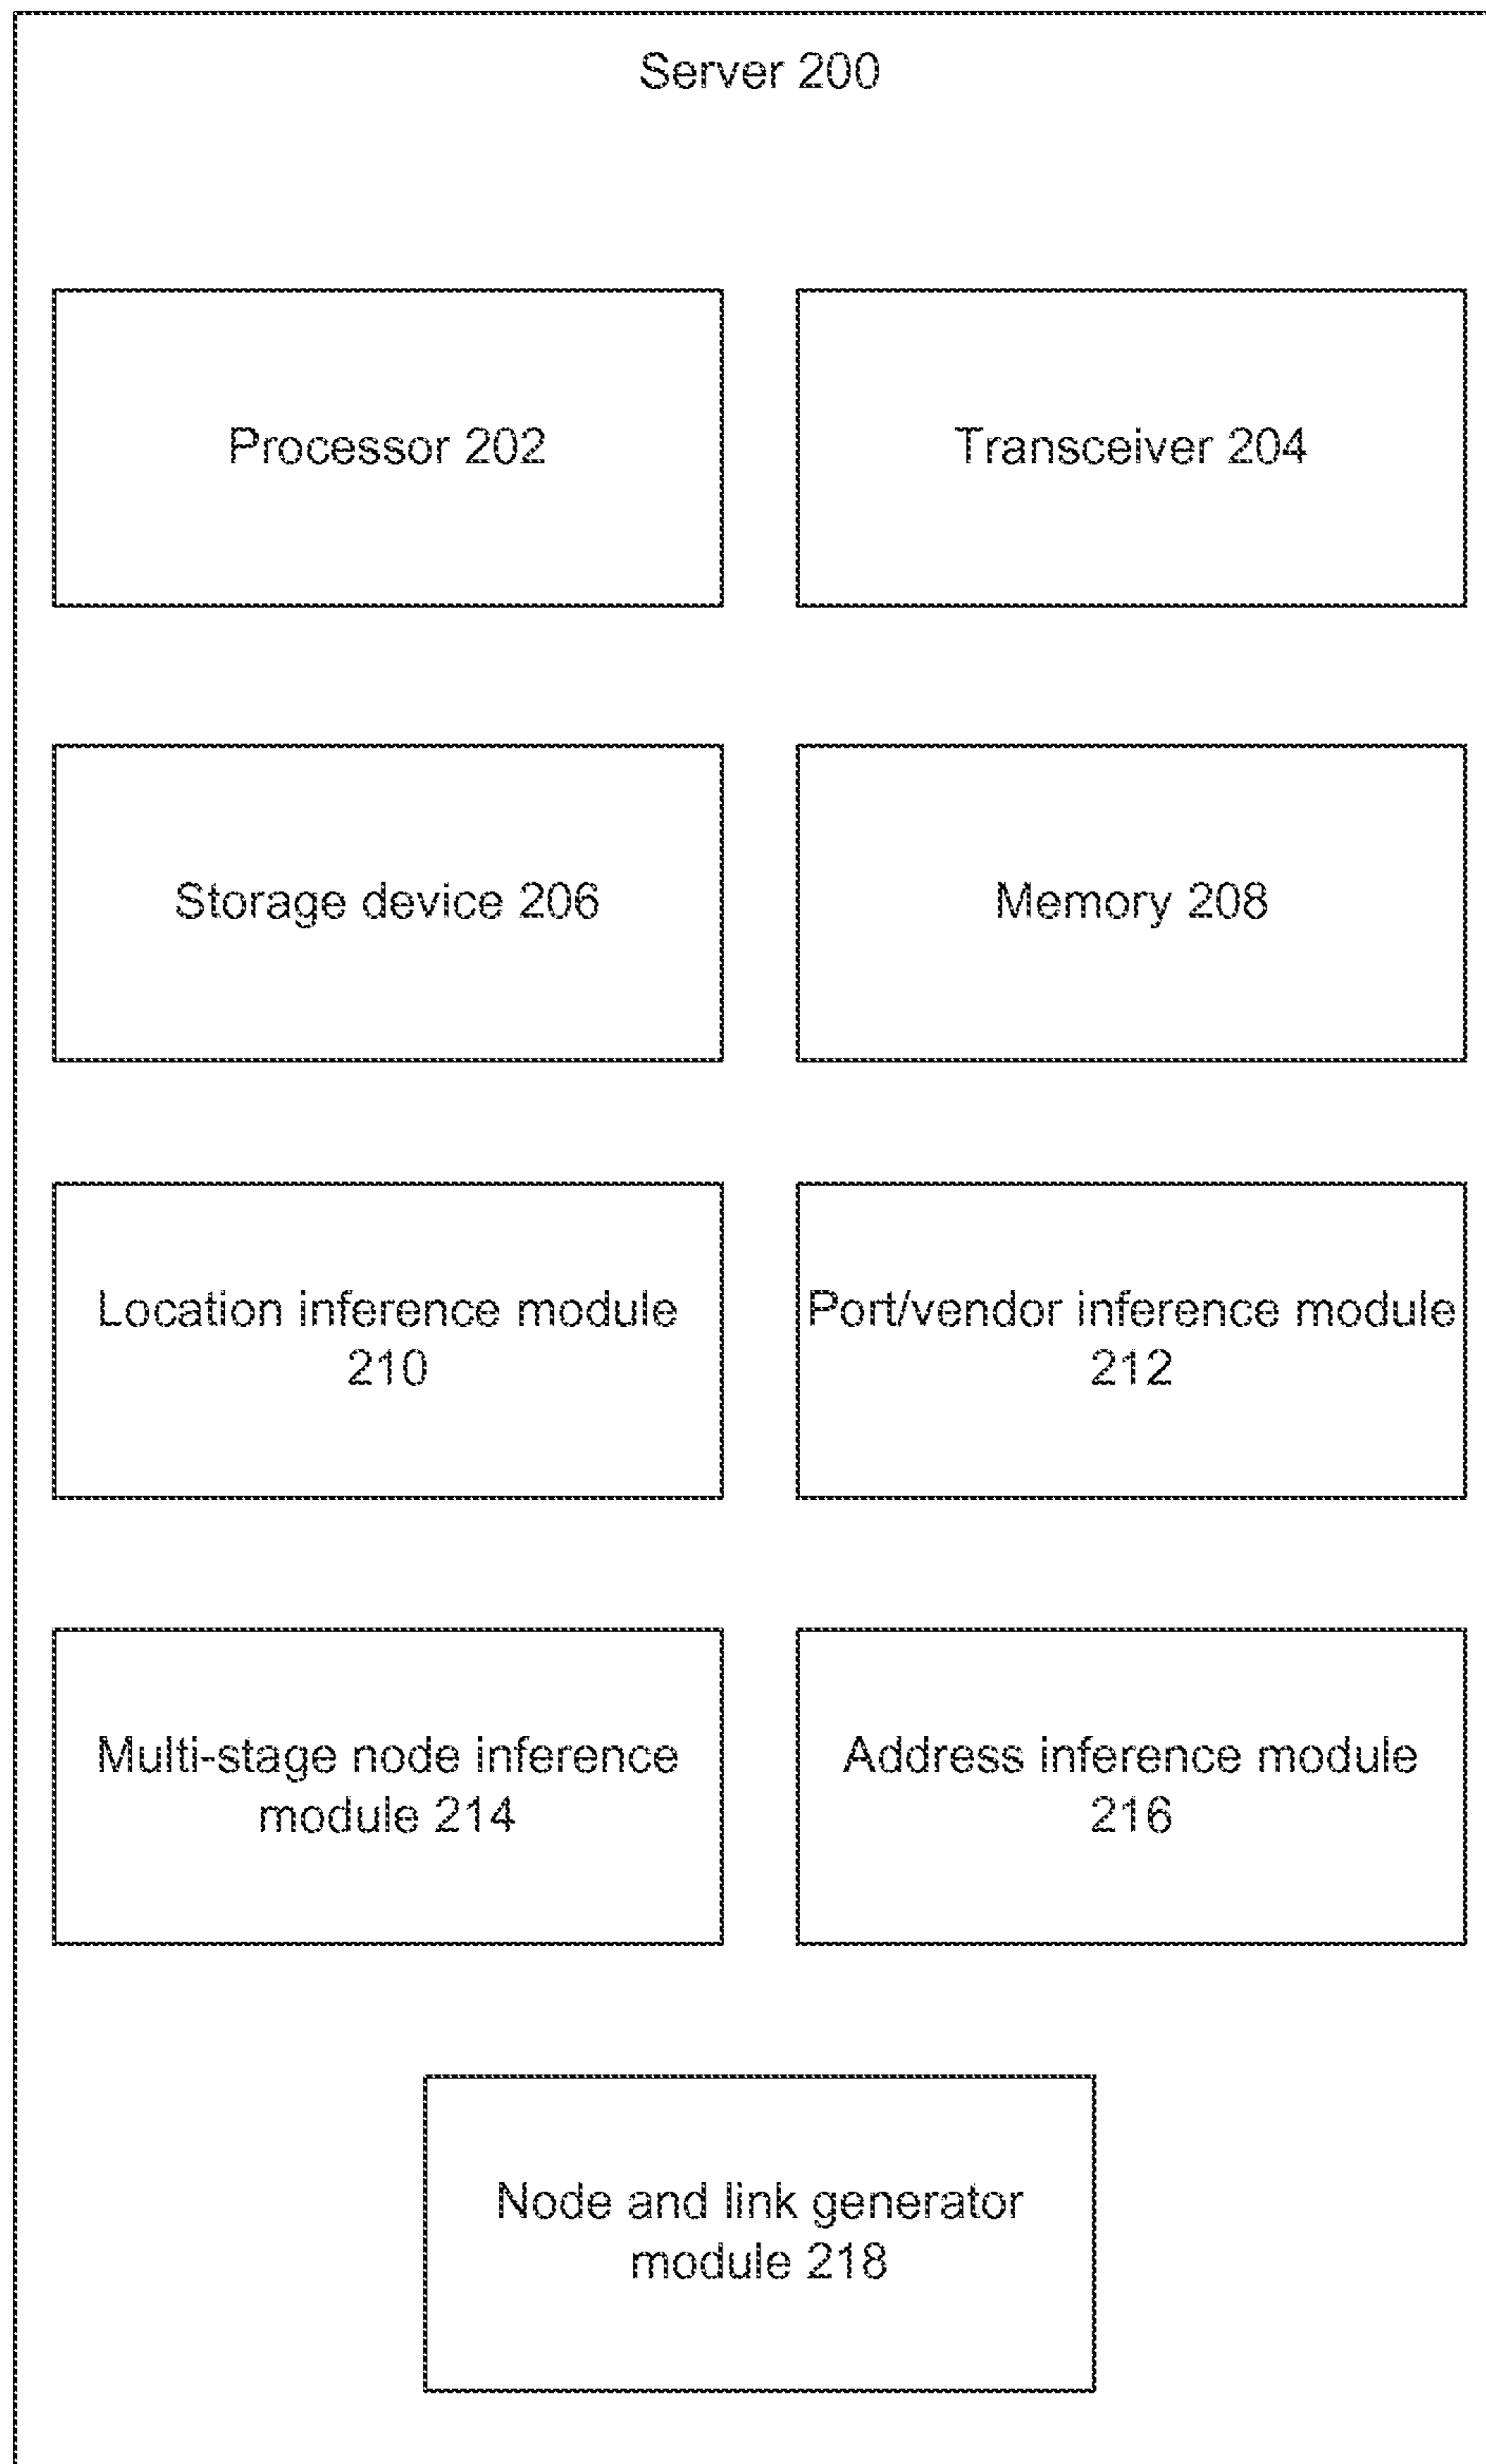 Server 200
Processor 202
Transceiver 204
Storage device 206
Memory 208
Location inference module
210
Port/vendor inference module
212
Multi-stage node inference
module 214
Address inference module
216
Node and link generator
module 218